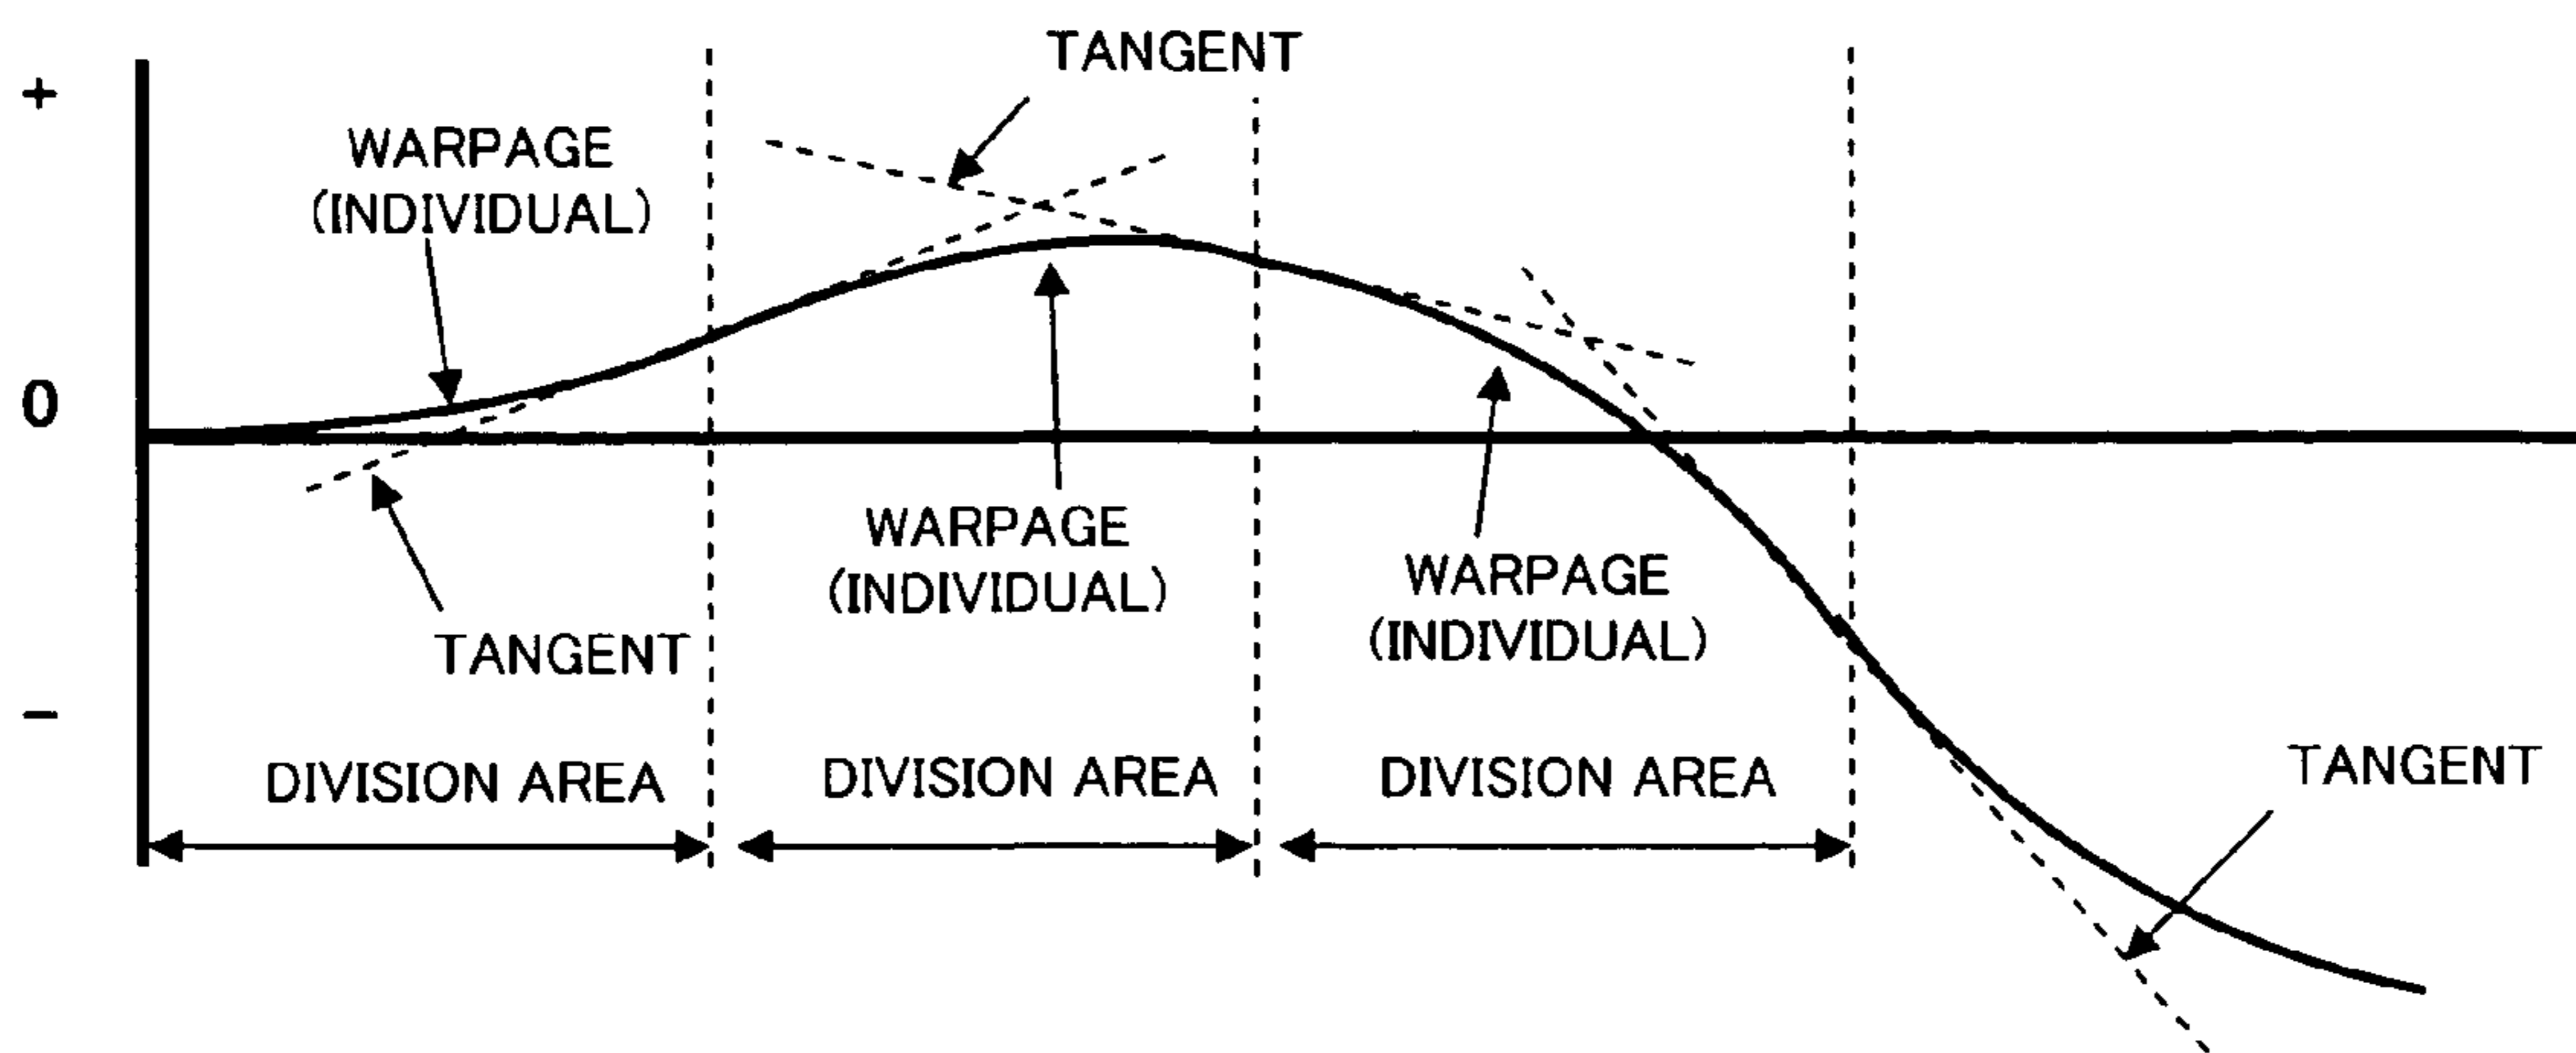 +
TANGENT
WARPAGE
(INDIVIDUAL)
0
WARPAGE
(INDIVIDUAL)
WARPAGE
(INDIVIDUAL)
TANGENT
−
DIVISION AREA
DIVISION AREA
DIVISION AREA
TANGENT